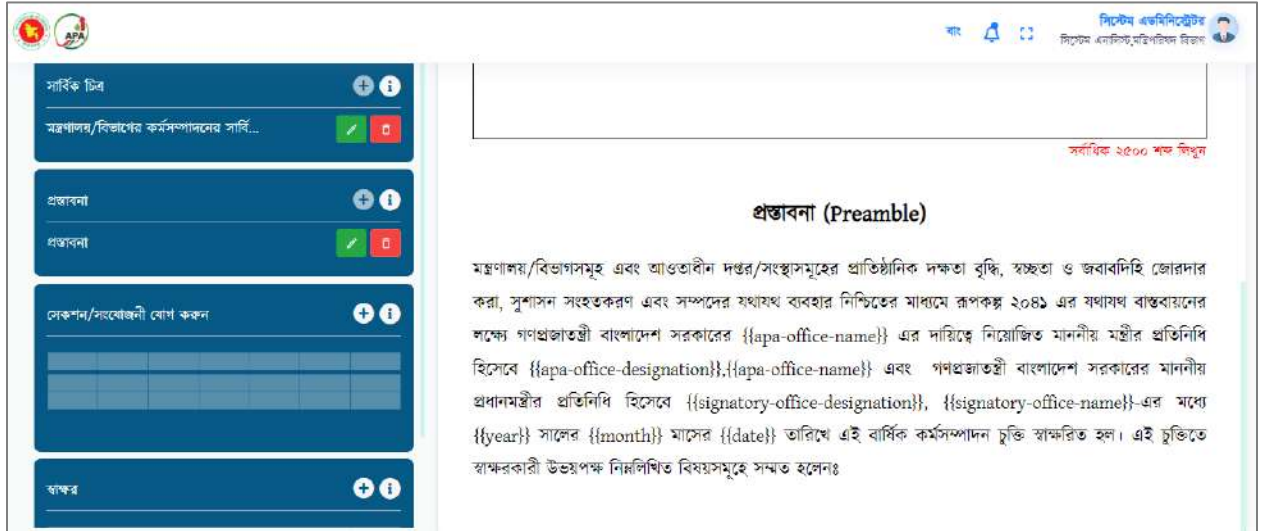 APA
বাং
সিস্টেম এডমিনিস্ট্রেটর
সিস্টেম এনালিস্ট,মন্ত্রিপরিষদ বিভাগ
সার্বিক চিত্র
মন্ত্রণালয়/বিভাগের কর্মসম্পাদনের সার্বি...
প্রস্তাবনা
প্রস্তাবনা
সেকশন/সংযোজনী যোগ করুন
স্বাক্ষর
সর্বাধিক ২৫০০ শব্দ লিখুন
প্রস্তাবনা (Preamble)
মন্ত্রণালয়/বিভাগসমূহ এবং আওতাধীন দপ্তর/সংস্থাসমূহের প্রাতিষ্ঠানিক দক্ষতা বৃদ্ধি, স্বচ্ছতা ও জবাবদিহি জোরদার
করা, সুশাসন সংহতকরণ এবং সম্পদের যথাযথ ব্যবহার নিশ্চিতের মাধ্যমে রূপকল্প ২০৪১ এর যথাযথ বাস্তবায়নের
লক্ষ্যে গণপ্রজাতন্ত্রী বাংলাদেশ সরকারের {{apa-office-name}} এর দায়িত্বে নিয়োজিত মাননীয় মন্ত্রীর প্রতিনিধি
হিসেবে {{apa-office-designation}},{{apa-office-name}} এবং গণপ্রজাতন্ত্রী বাংলাদেশ সরকারের মাননীয়
প্রধানমন্ত্রীর প্রতিনিধি হিসেবে {{signatory-office-designation}}, {{signatory-office-name}}-এর মধ্যে
{{year}} সালের {{month}} মাসের {{date}} তারিখে এই বার্ষিক কর্মসম্পাদন চুক্তি স্বাক্ষরিত হল। এই চুক্তিতে
স্বাক্ষরকারী উভয়পক্ষ নিম্নলিখিত বিষয়সমূহে সম্মত হলেনঃ